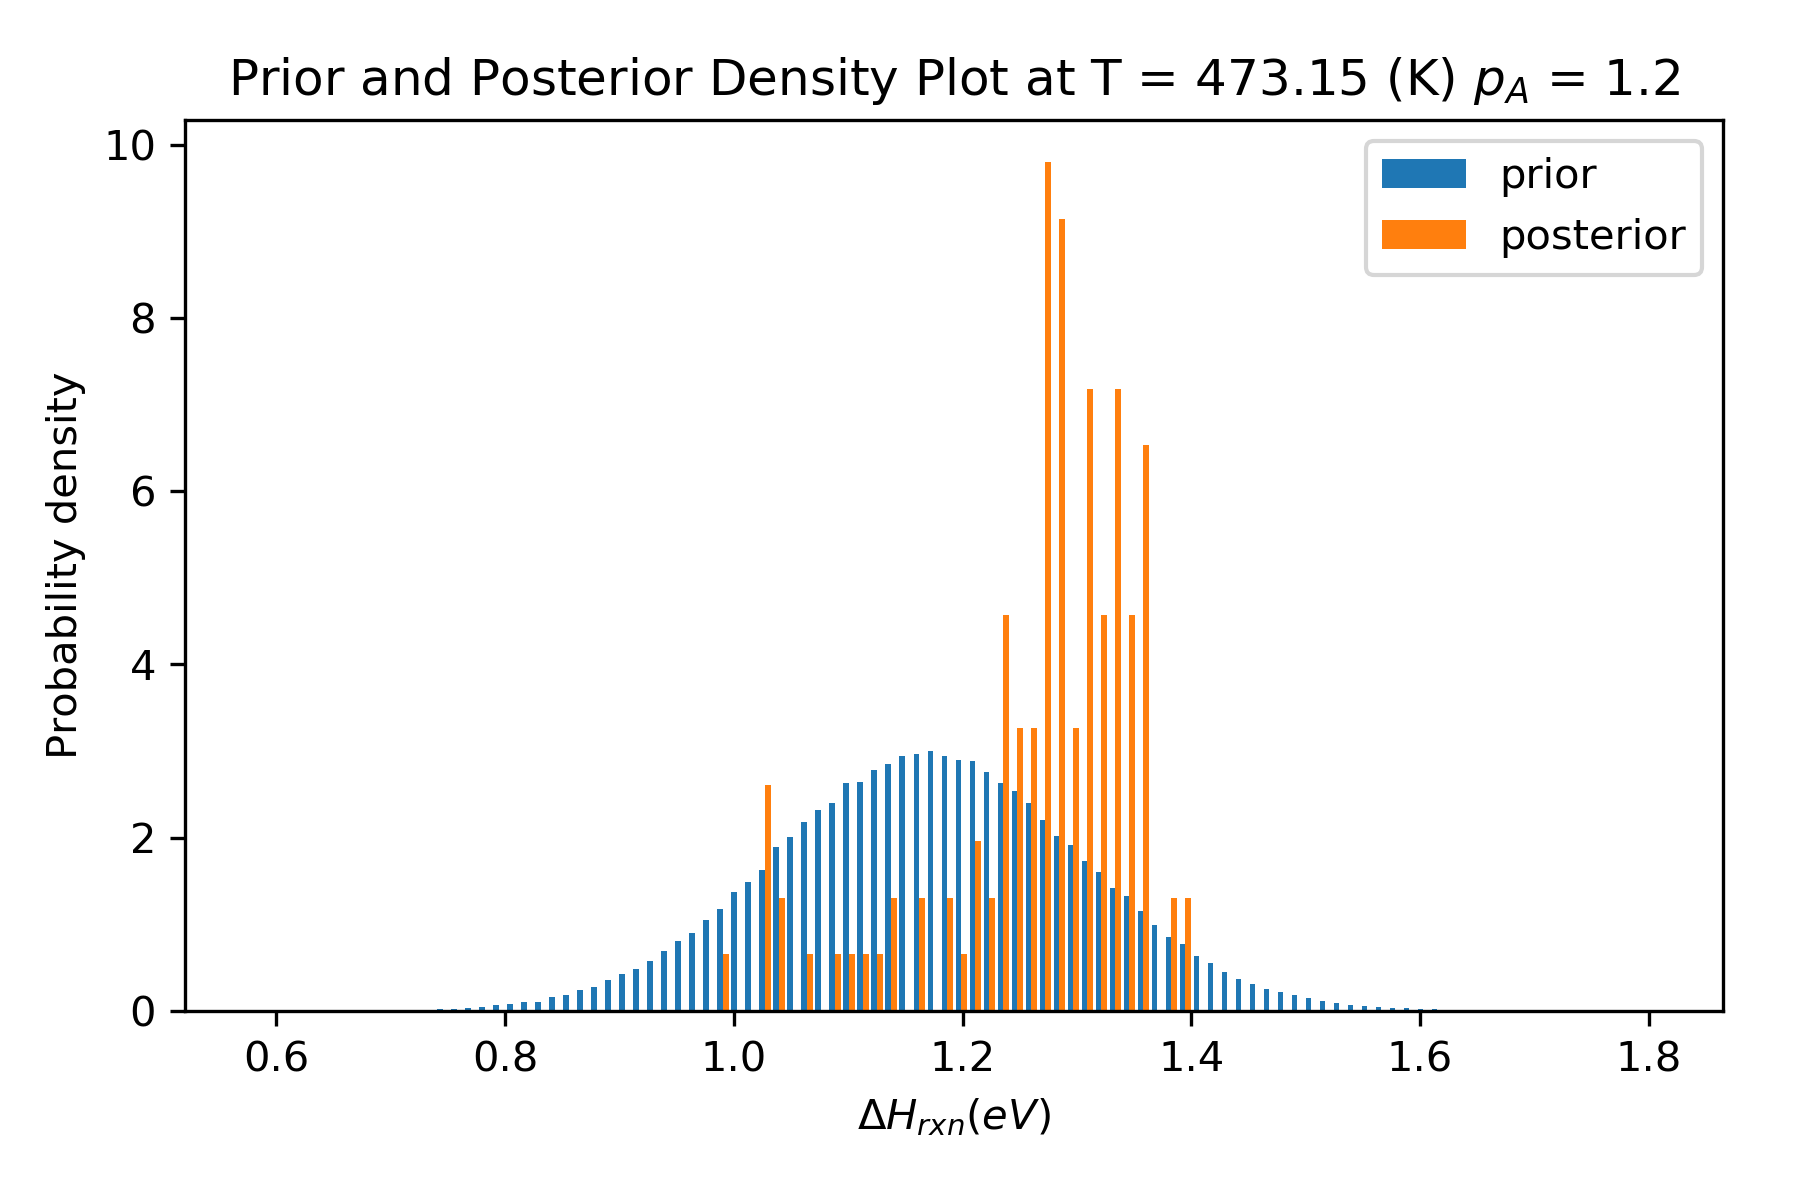 Prior and Posterior Density Plot at T = 473.15 (K) p_A = 1.2
prior
posterior
Probability density
10
8
6
4
2
0
0.6 0.8 1.0 1.2 1.4 1.6 1.8
ΔH_rxn(eV)